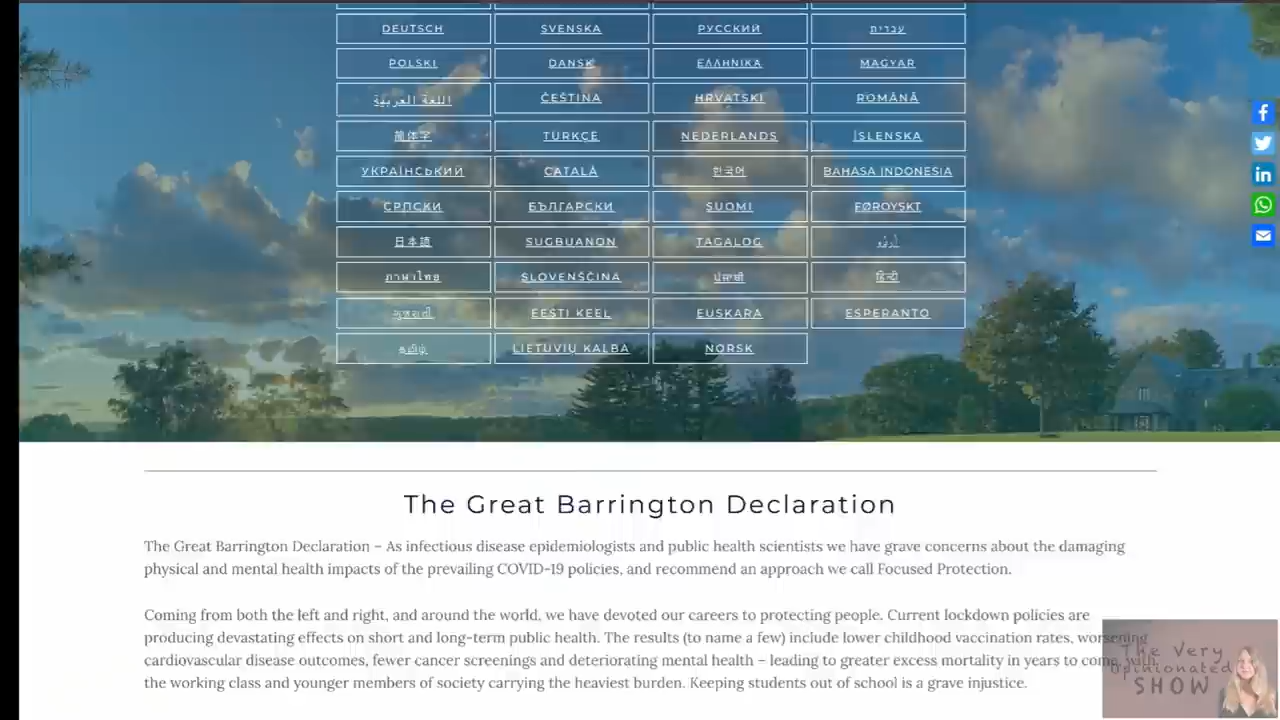 DEUTSCH SVENSKA РУССКИЙ עברית
POLSKI DANSK ΕΛΛΗΝΙΚΑ MAGYAR
اللغة العربية ČEŠTINA HRVATSKI ROMÂNĂ
简体字 TÜRKÇE NEDERLANDS ÍSLENSKA
УКРАЇНСЬКИЙ CATALÀ 한국어 BAHASA INDONESIA
СРПСКИ БЪЛГАРСКИ SUOMI FØROYSKT
日本語 SUGBUANON TAGALOG اُردُو
ภาษาไทย SLOVENŠČINA ਪੰਜਾਬੀ हिन्दी
ગુજરાતી EESTI KEEL EUSKARA ESPERANTO
தமிழ் LIETUVIŲ KALBA NORSK
The Great Barrington Declaration
The Great Barrington Declaration – As infectious disease epidemiologists and public health scientists we have grave concerns about the damaging
physical and mental health impacts of the prevailing COVID-19 policies, and recommend an approach we call Focused Protection.
Coming from both the left and right, and around the world, we have devoted our careers to protecting people. Current lockdown policies are
producing devastating effects on short and long-term public health. The results (to name a few) include lower childhood vaccination rates, worsening
cardiovascular disease outcomes, fewer cancer screenings and deteriorating mental health – leading to greater excess mortality in years to come, with
the working class and younger members of society carrying the heaviest burden. Keeping students out of school is a grave injustice.
The Very
Opinionated
SHOW